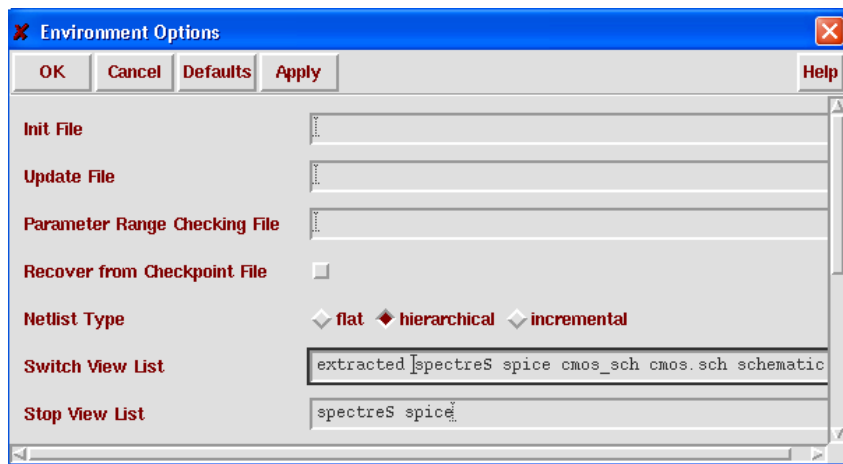 Environment Options
OK Cancel Defaults Apply Help
Init File
Update File
Parameter Range Checking File
Recover from Checkpoint File
Netlist Type flat hierarchical incremental
Switch View List extracted spectreS spice cmos_sch cmos.sch schematic
Stop View List spectreS spice